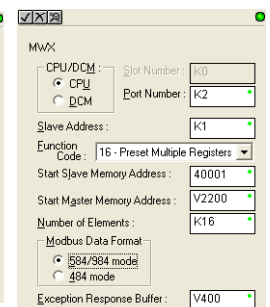 MWX
CPU/DCM :
CPU
DCM
Slot Number : K0
Port Number : K2
Slave Address : K1
Function Code : 16 - Preset Multiple Registers
Start Slave Memory Address : 40001
Start Master Memory Address : V2200
Number of Elements : K16
Modbus Data Format
584/984 mode
484 mode
Exception Response Buffer : V400